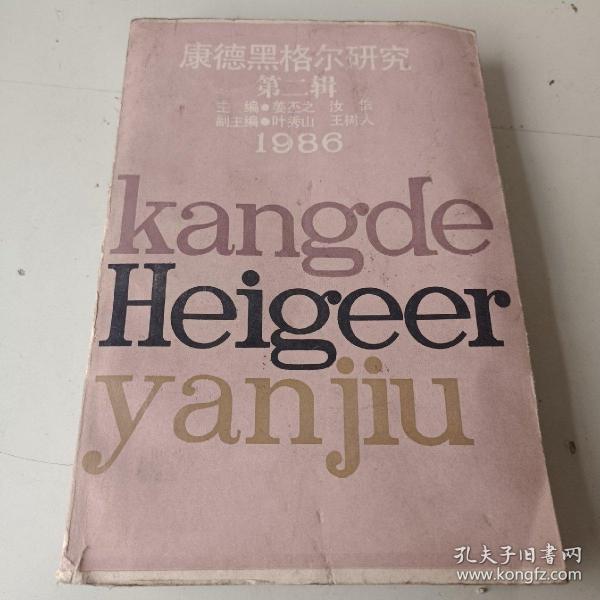 康德黑格尔研究
第二辑
主编●姜丕之 汝信
副主编●叶秀山 王树人
1986
kangde
Heigeer
yanjiu
孔夫子旧书网
www.kongfz.com